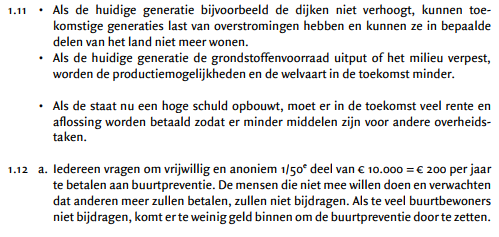 1.11 • Als de huidige generatie bijvoorbeeld de dijken niet verhoogt, kunnen toe-
komstige generaties last van overstromingen hebben en kunnen ze in bepaalde
delen van het land niet meer wonen.
• Als de huidige generatie de grondstoffenvoorraad uitput of het milieu verpest,
worden de productiemogelijkheden en de welvaart in de toekomst minder.
• Als de staat nu een hoge schuld opbouwt, moet er in de toekomst veel rente en
aflossing worden betaald zodat er minder middelen zijn voor andere overheids-
taken.
1.12 a. Iedereen vragen om vrijwillig en anoniem 1/50e deel van € 10.000 = € 200 per jaar
te betalen aan buurtpreventie. De mensen die niet mee willen doen en verwachten
dat anderen meer zullen betalen, zullen niet bijdragen. Als te veel buurtbewoners
niet bijdragen, komt er te weinig geld binnen om de buurtpreventie door te zetten.